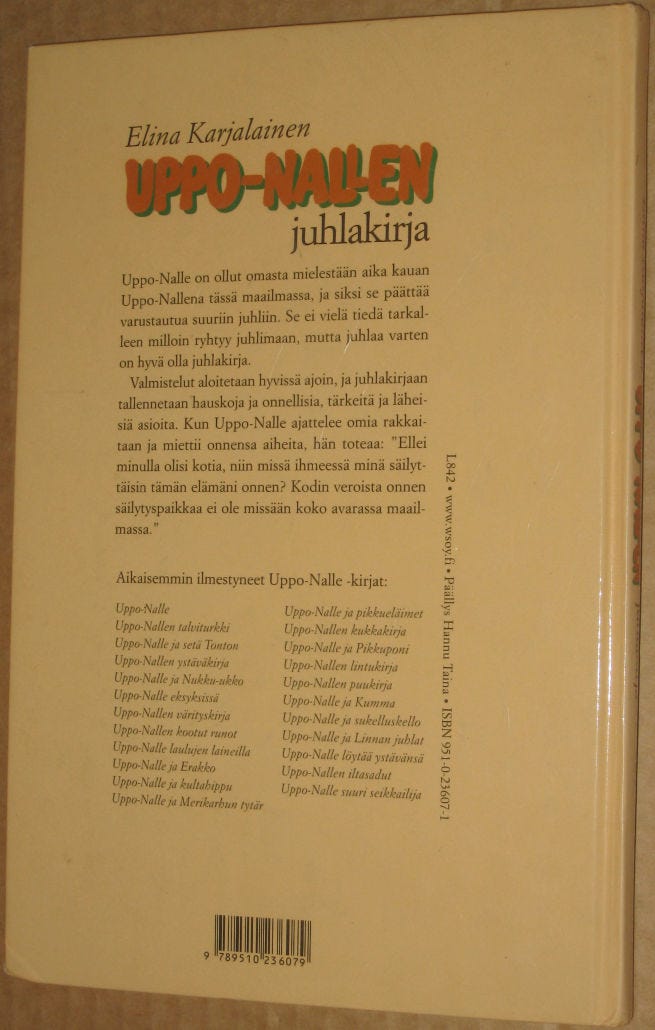 Elina Karjalainen
UPPO-NALLEN
juhlakirja
Uppo-Nalle on ollut omasta mielestään aika kauan
Uppo-Nallena tässä maailmassa, ja siksi se päättää
varustautua suuriin juhliin. Se ei vielä tiedä tarkal-
leen milloin ryhtyy juhlimaan, mutta juhlaa varten
on hyvä olla juhlakirja.
Valmistelut aloitetaan hyvissä ajoin, ja juhlakirjaan
tallennetaan hauskoja ja onnellisia, tärkeitä ja lähei-
siä asioita. Kun Uppo-Nalle ajattelee omia rakkai-
taan ja miettii onnensa aiheita, hän toteaa: "Ellei
minulla olisi kotia, niin missä ihmeessä minä säilyt-
täisin tämän elämäni onnen? Kodin veroista onnen
säilytyspaikkaa ei ole missään koko avarassa maail-
massa."
Aikaisemmin ilmestyneet Uppo-Nalle -kirjat:
Uppo-Nalle
Uppo-Nallen talviturkki
Uppo-Nalle ja setä Tonton
Uppo-Nallen ystäväkirja
Uppo-Nalle ja Nukku-ukko
Uppo-Nalle eksyksissä
Uppo-Nallen värityskirja
Uppo-Nallen kootut runot
Uppo-Nalle laulujen laineilla
Uppo-Nalle ja Erakko
Uppo-Nalle ja kultahippu
Uppo-Nalle ja Merikarhun tytär
Uppo-Nalle ja pikkueläimet
Uppo-Nallen kukkakirja
Uppo-Nalle ja Pikkuponi
Uppo-Nallen lintukirja
Uppo-Nallen puukirja
Uppo-Nalle ja Kumma
Uppo-Nalle ja sukelluskello
Uppo-Nalle ja Linnan juhlat
Uppo-Nalle löytää ystävänsä
Uppo-Nallen iltasadut
Uppo-Nalle suuri seikkailija
L842 • www.wsoy.fi • Päällys Hannu Taina • ISBN 951-0-23607-1
9 789510 236079